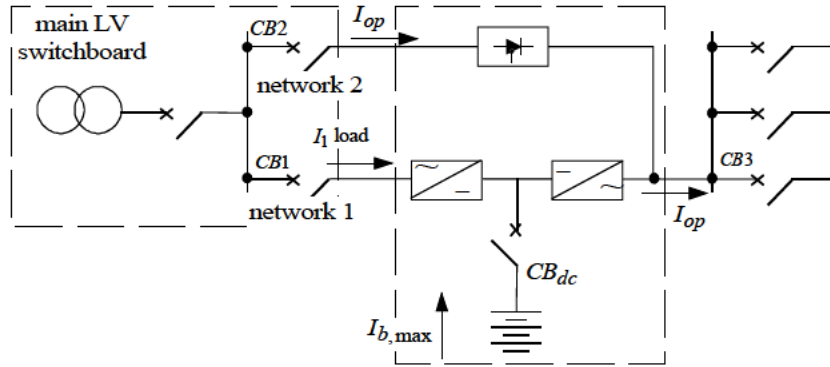 main LV
switchboard
CB2
I_op
network 2
I_1 load
CB1
network 1
CB3
I_op
CB_dc
I_b,max